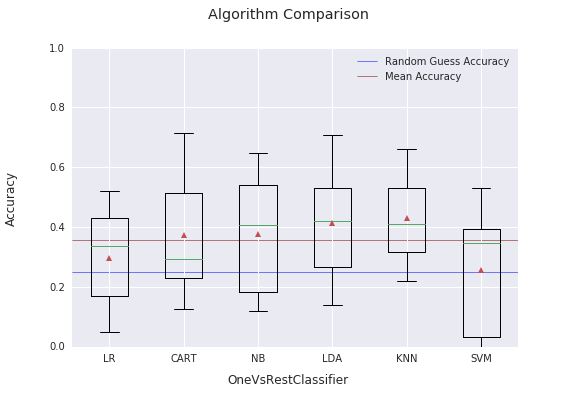 Algorithm Comparison
1.0
Random Guess Accuracy
Mean Accuracy
0.8
0.6
Accuracy
0.4
0.2
0.0
LR CART NB LDA KNN SVM
OneVsRestClassifier